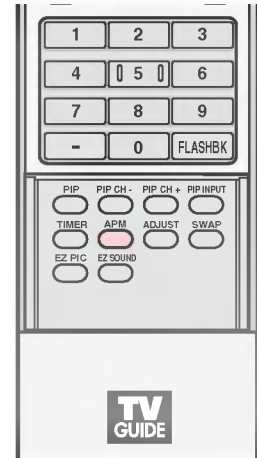 1 2 3
4 5 6
7 8 9
- 0 FLASHBK
PIP PIP CH - PIP CH + PIP INPUT
TIMER APM ADJUST SWAP
EZ PIC EZ SOUND
TV
GUIDE